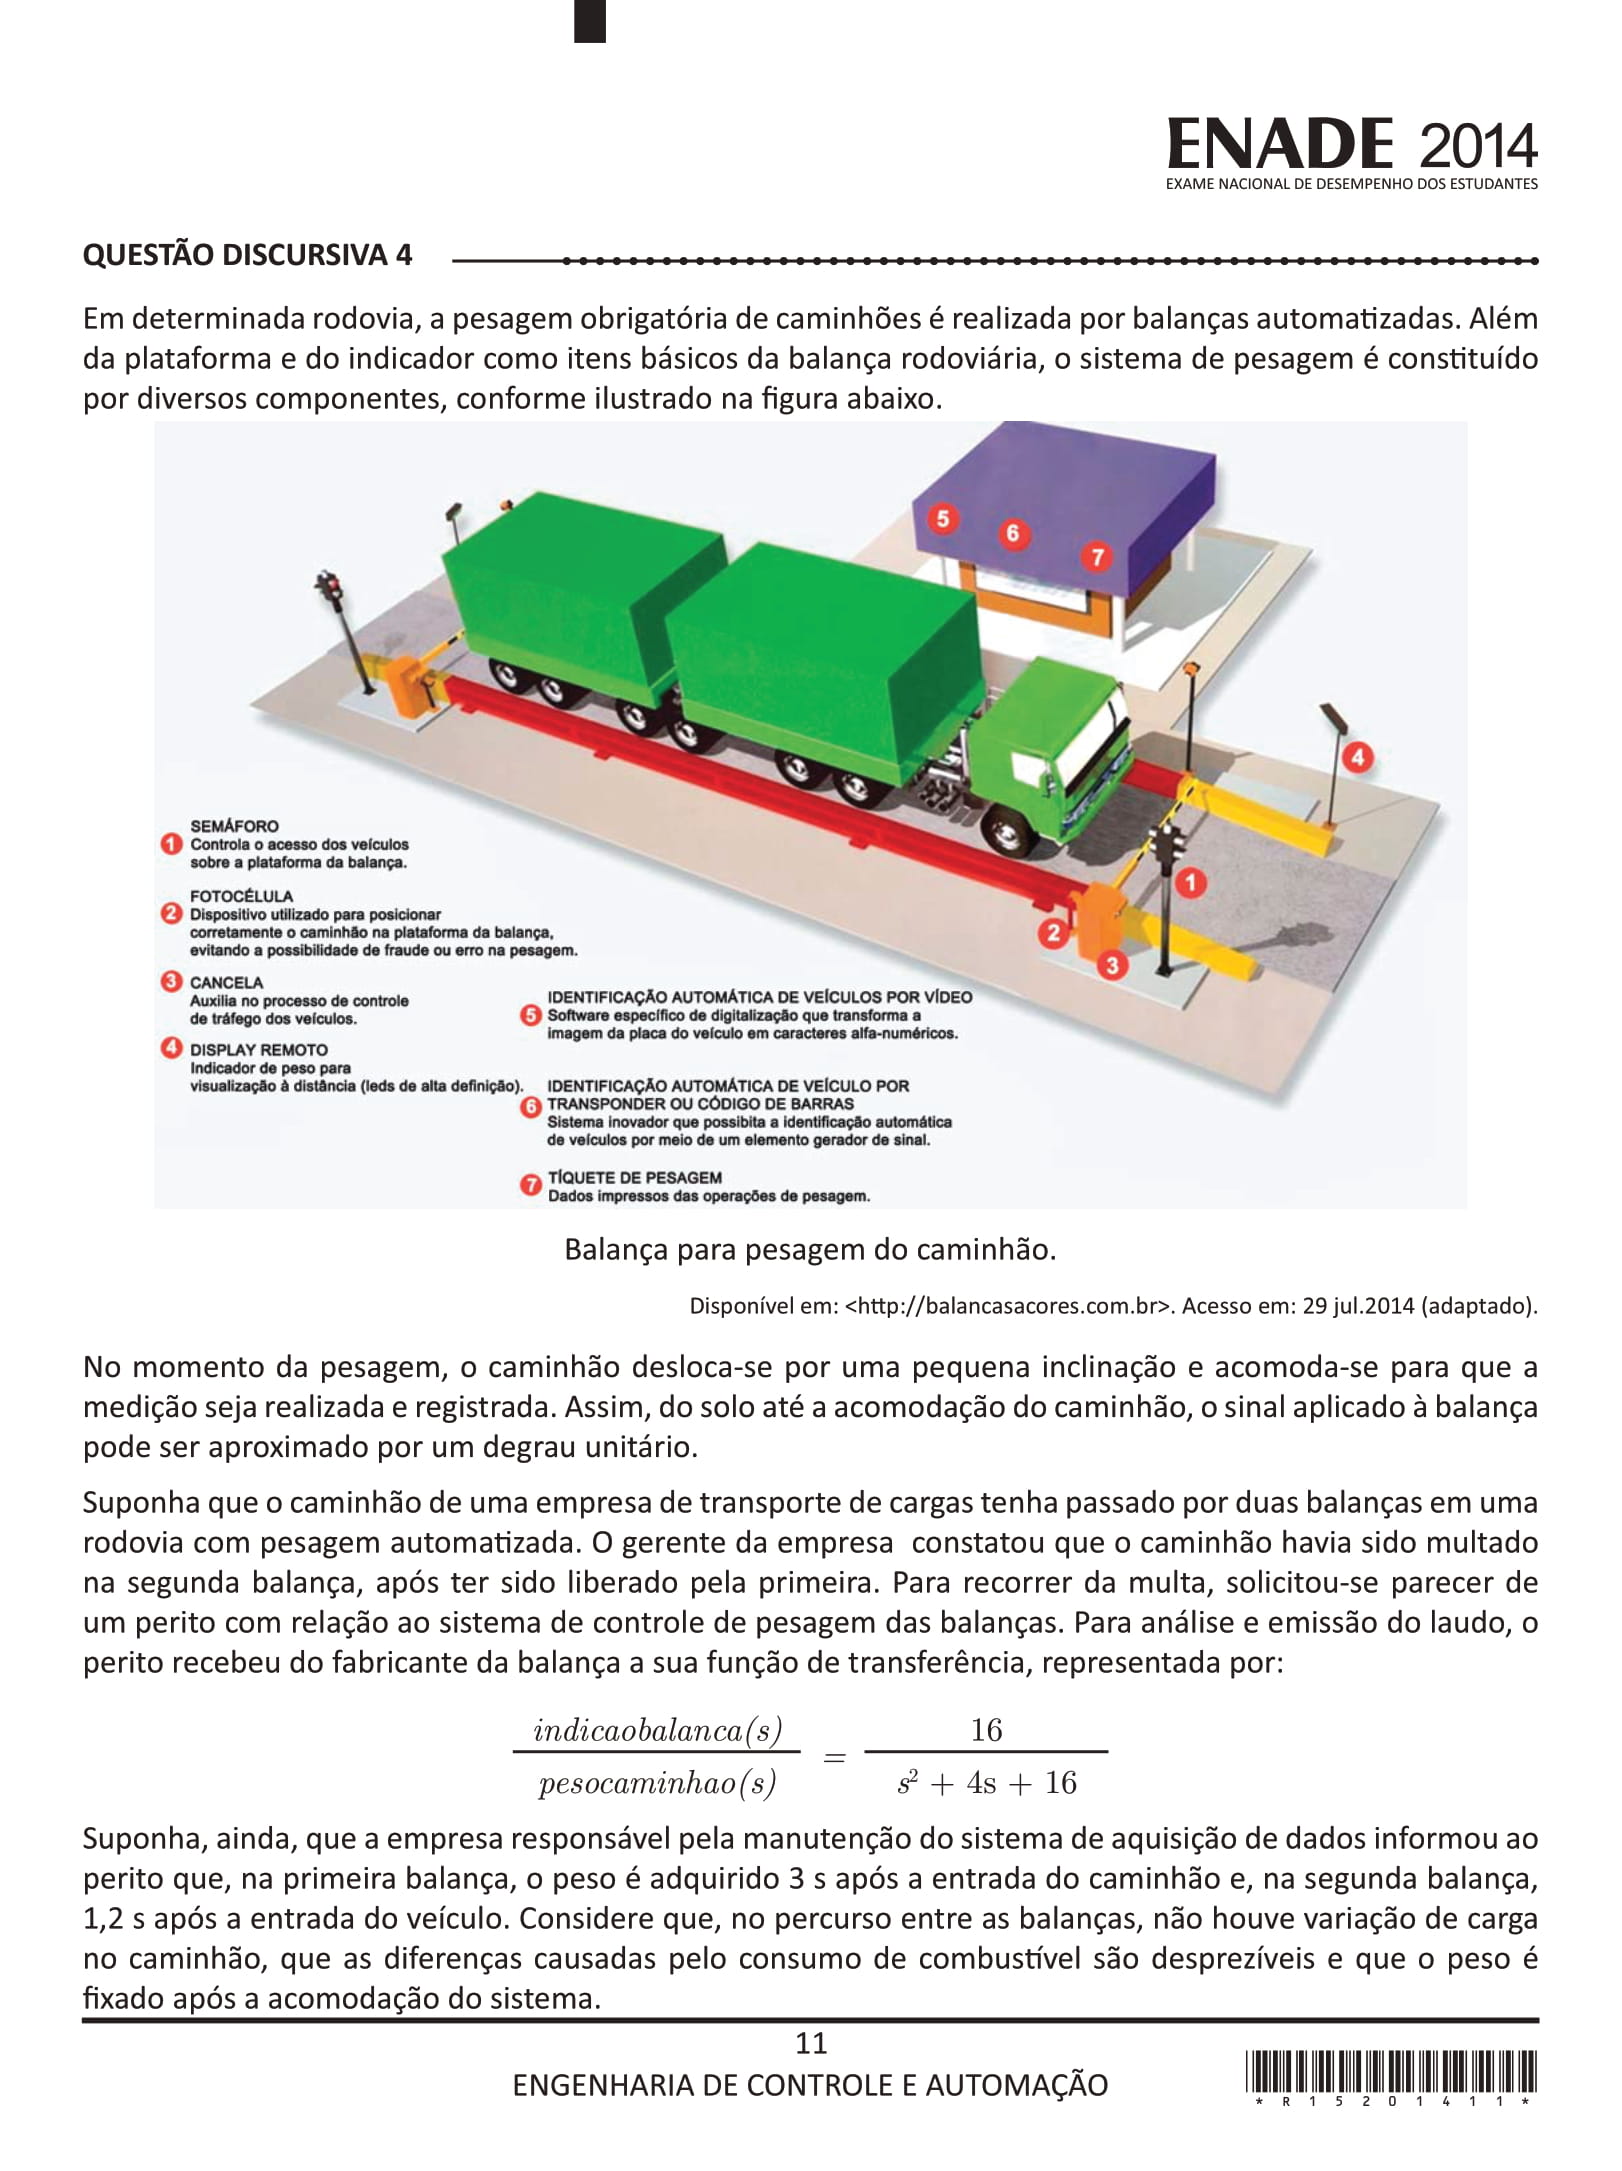 ENADE 2014
EXAME NACIONAL DE DESEMPENHO DOS ESTUDANTES
QUESTÃO DISCURSIVA 4
Em determinada rodovia, a pesagem obrigatória de caminhões é realizada por balanças automatizadas. Além
da plataforma e do indicador como itens básicos da balança rodoviária, o sistema de pesagem é constituído
por diversos componentes, conforme ilustrado na figura abaixo.
5
6
7
4
1
2
3
1 SEMÁFORO
Controla o acesso dos veículos
sobre a plataforma da balança.
2 FOTOCÉLULA
Dispositivo utilizado para posicionar
corretamente o caminhão na plataforma da balança,
evitando a possibilidade de fraude ou erro na pesagem.
3 CANCELA
Auxilia no processo de controle
de tráfego dos veículos.
4 DISPLAY REMOTO
Indicador de peso para
visualização à distância (leds de alta definição).
5 IDENTIFICAÇÃO AUTOMÁTICA DE VEÍCULOS POR VÍDEO
Software específico de digitalização que transforma a
imagem da placa do veículo em caracteres alfa-numéricos.
6 IDENTIFICAÇÃO AUTOMÁTICA DE VEÍCULO POR
TRANSPONDER OU CÓDIGO DE BARRAS
Sistema inovador que possibita a identificação automática
de veículos por meio de um elemento gerador de sinal.
7 TÍQUETE DE PESAGEM
Dados impressos das operações de pesagem.
Balança para pesagem do caminhão.
Disponível em: <http://balancasacores.com.br>. Acesso em: 29 jul.2014 (adaptado).
No momento da pesagem, o caminhão desloca-se por uma pequena inclinação e acomoda-se para que a
medição seja realizada e registrada. Assim, do solo até a acomodação do caminhão, o sinal aplicado à balança
pode ser aproximado por um degrau unitário.
Suponha que o caminhão de uma empresa de transporte de cargas tenha passado por duas balanças em uma
rodovia com pesagem automatizada. O gerente da empresa constatou que o caminhão havia sido multado
na segunda balança, após ter sido liberado pela primeira. Para recorrer da multa, solicitou-se parecer de
um perito com relação ao sistema de controle de pesagem das balanças. Para análise e emissão do laudo, o
perito recebeu do fabricante da balança a sua função de transferência, representada por:
indicaobalanca(s) 16
=
pesocaminhao(s) s² + 4s + 16
Suponha, ainda, que a empresa responsável pela manutenção do sistema de aquisição de dados informou ao
perito que, na primeira balança, o peso é adquirido 3 s após a entrada do caminhão e, na segunda balança,
1,2 s após a entrada do veículo. Considere que, no percurso entre as balanças, não houve variação de carga
no caminhão, que as diferenças causadas pelo consumo de combustível são desprezíveis e que o peso é
fixado após a acomodação do sistema.
11
ENGENHARIA DE CONTROLE E AUTOMAÇÃO
*R15201411*